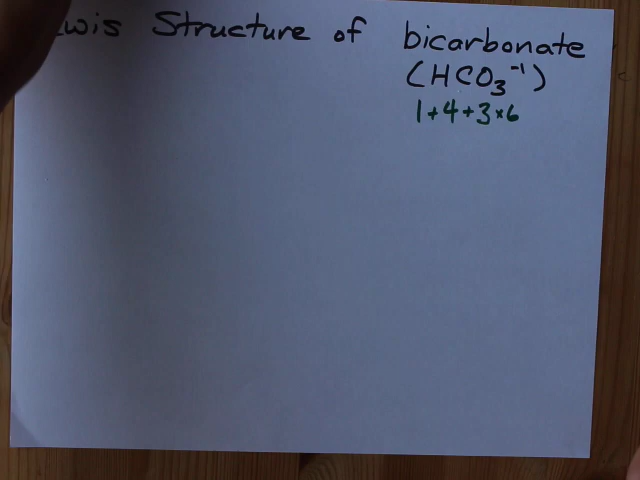 Structure of bicarbonate
(HCO₃⁻¹)
1+4+3×6